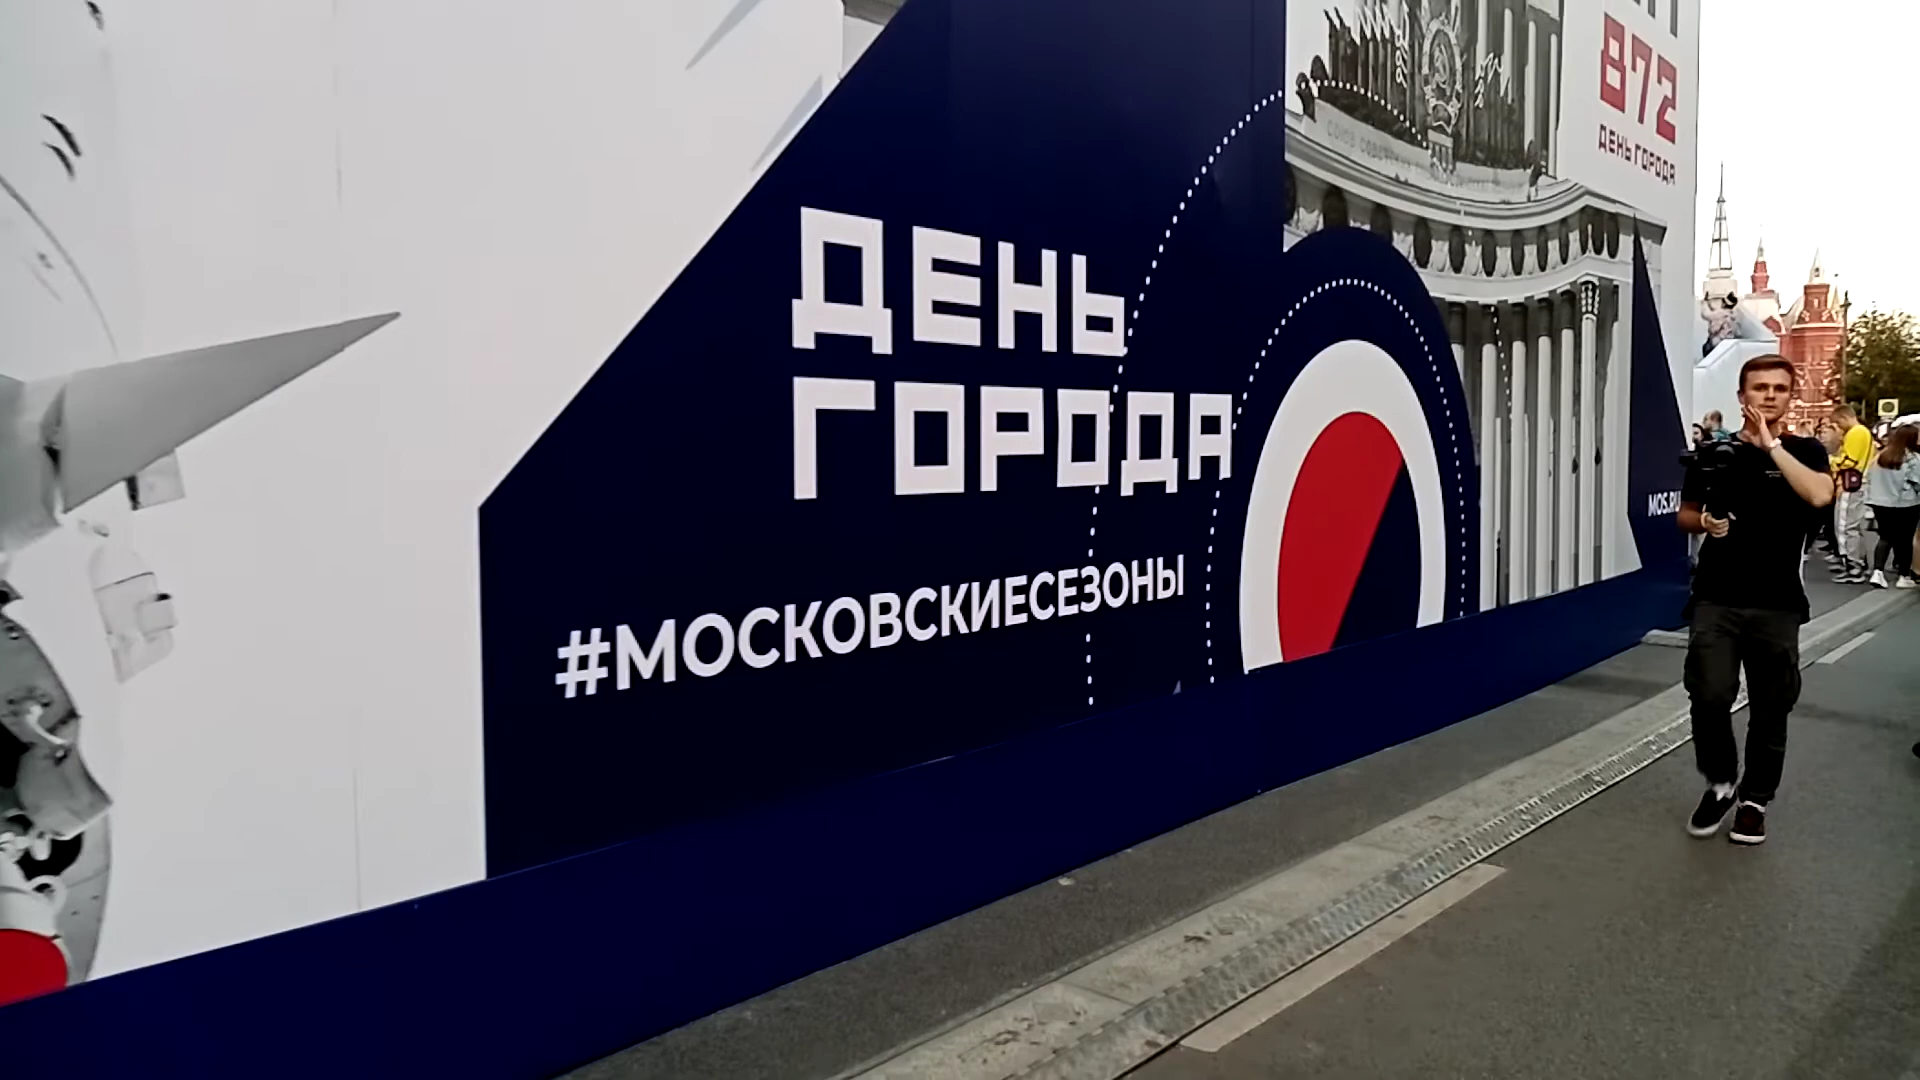 ДЕНЬ
ГОРОДА
#МОСКОВСКИЕСЕЗОНЫ
872
ДЕНЬ ГОРОДА
MOS.RU